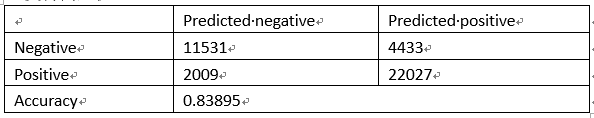 Predicted negative Predicted positive
Negative 11531 4433
Positive 2009 22027
Accuracy 0.83895